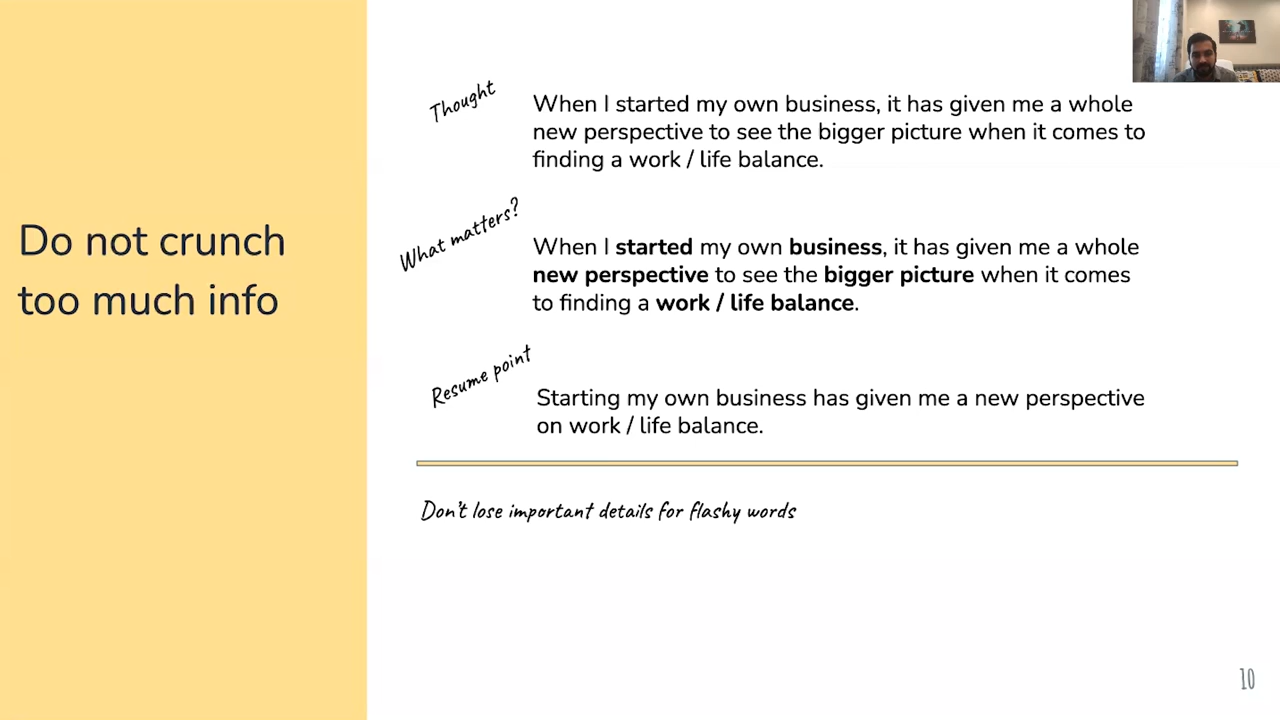 Do not crunch
too much info
Thought
When I started my own business, it has given me a whole
new perspective to see the bigger picture when it comes to
finding a work / life balance.
What matters?
When I started my own business, it has given me a whole
new perspective to see the bigger picture when it comes
to finding a work / life balance.
Resume point
Starting my own business has given me a new perspective
on work / life balance.
Don't lose important details for flashy words
10